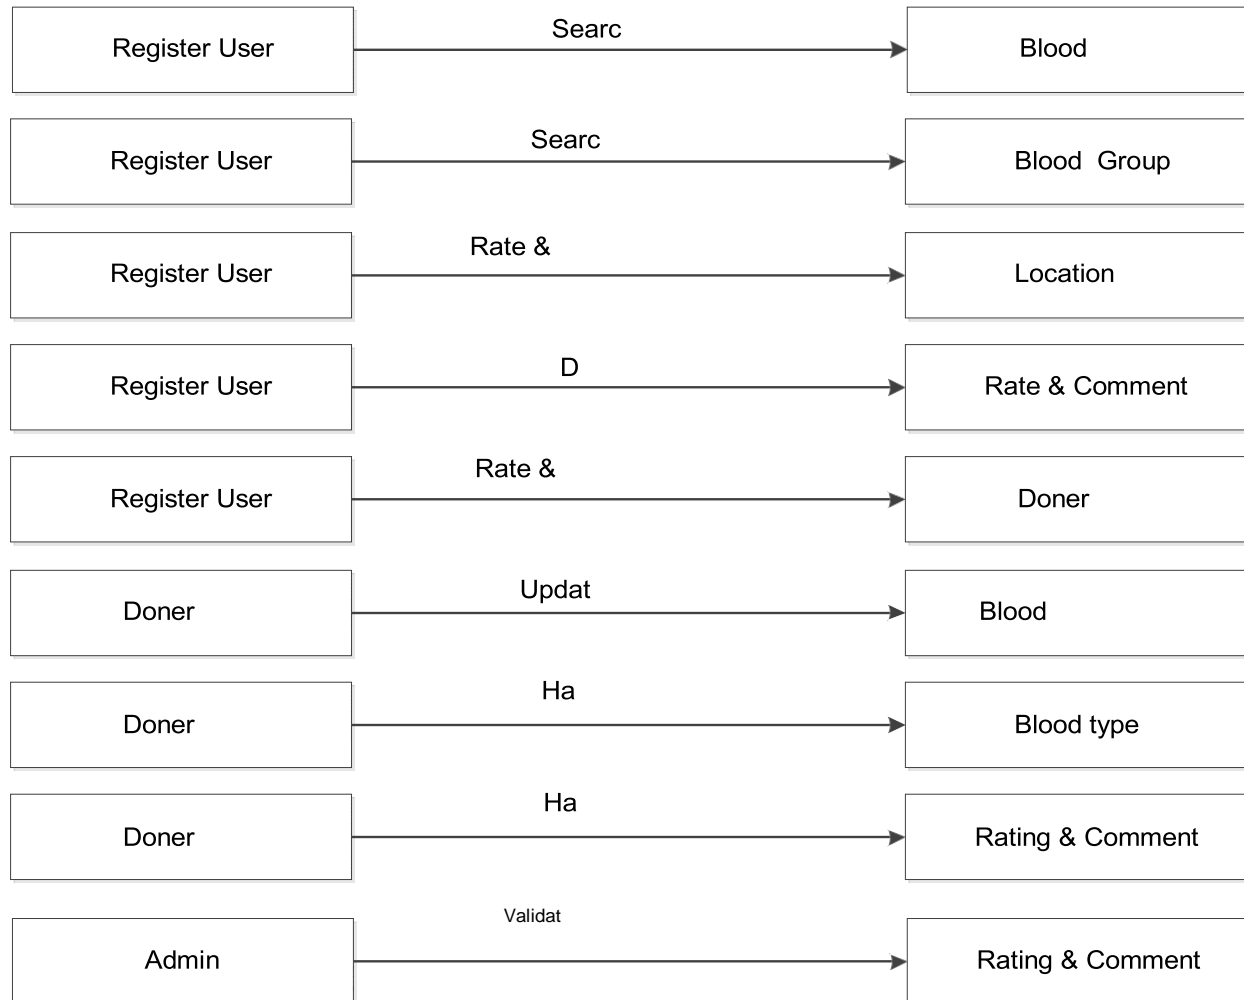 Register User Searc Blood
Register User Searc Blood Group
Register User Rate & Location
Register User D Rate & Comment
Register User Rate & Doner
Doner Updat Blood
Doner Ha Blood type
Doner Ha Rating & Comment
Admin Validat Rating & Comment